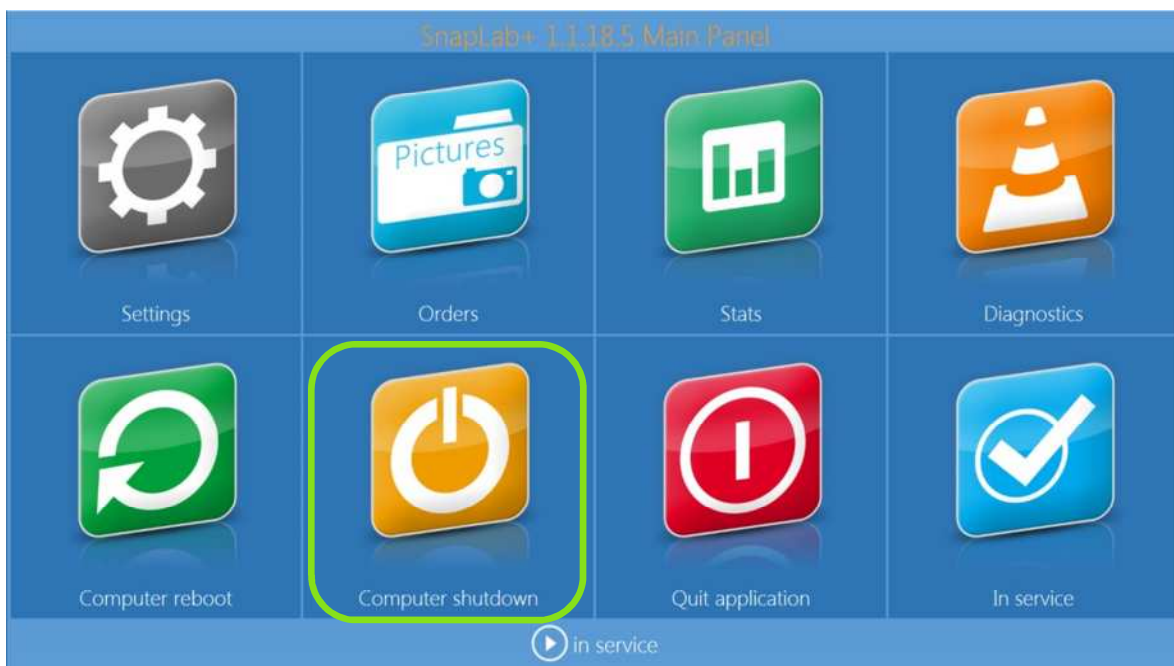 SnapLab+ 1.1.18.5 Main Panel
Pictures
Settings
Orders
Stats
Diagnostics
Computer reboot
Computer shutdown
Quit application
In service
in service